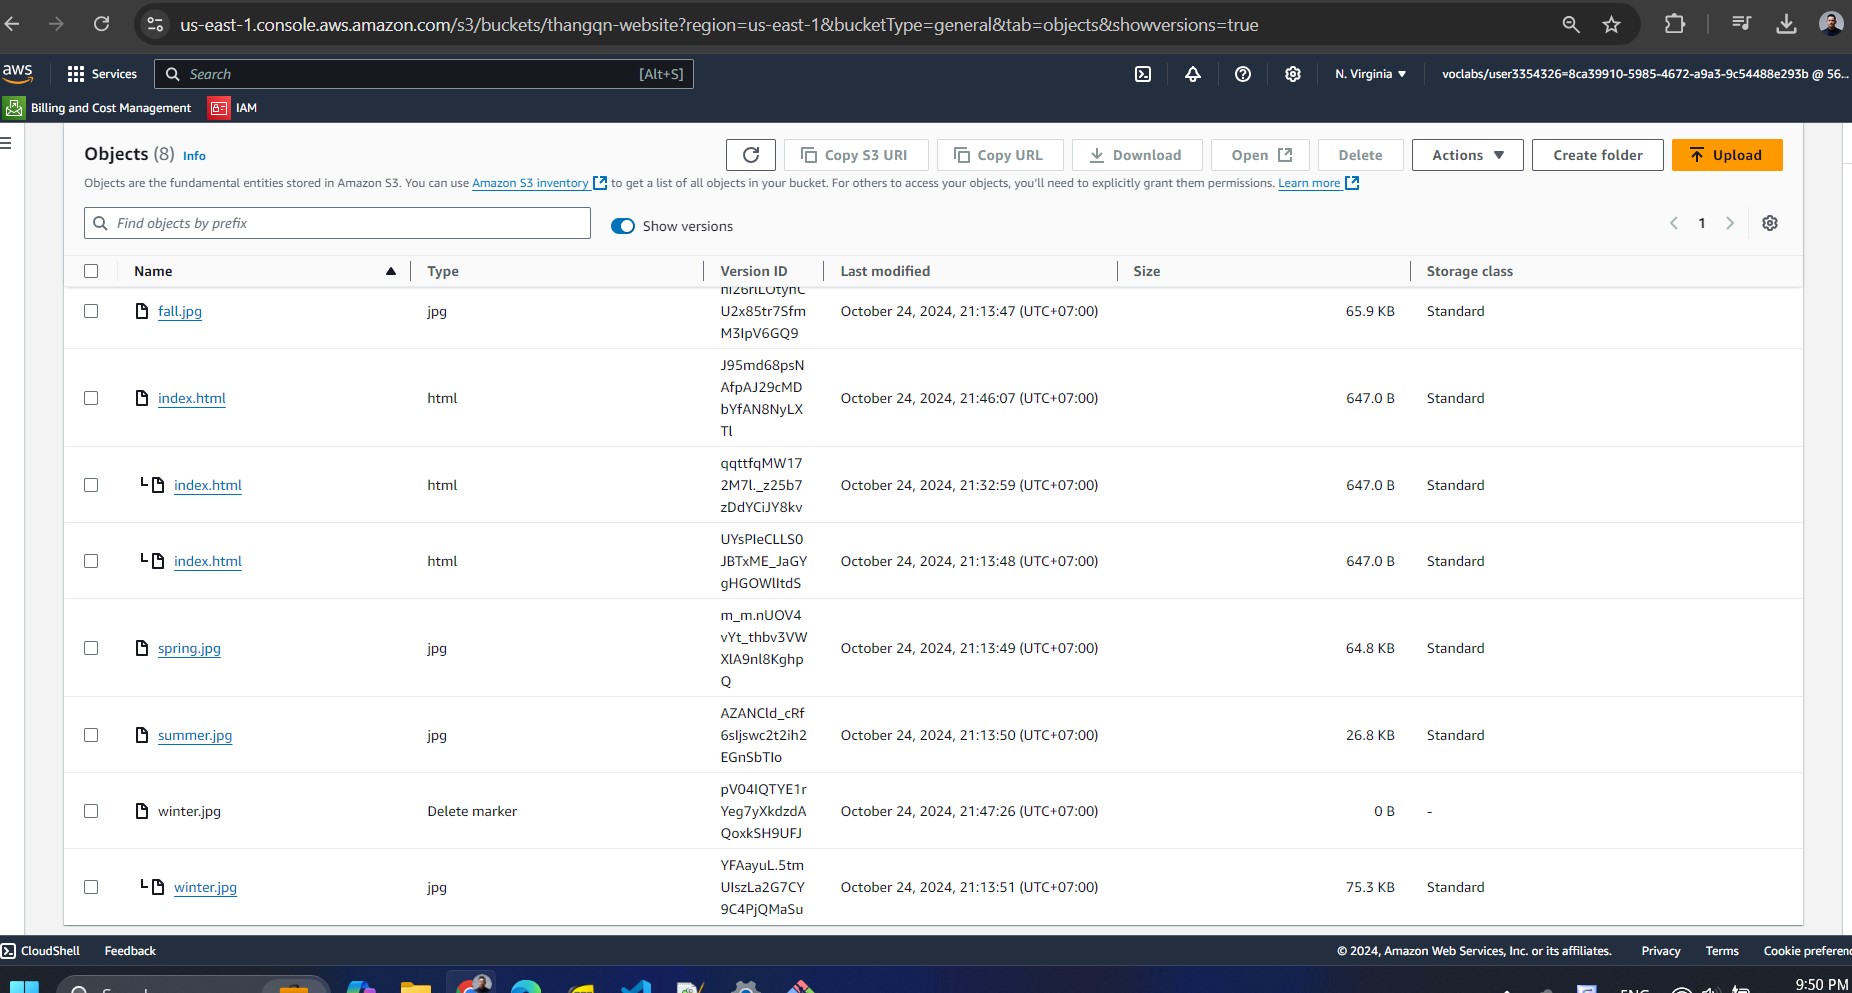 us-east-1.console.aws.amazon.com/s3/buckets/thangqn-website?region=us-east-1&bucketType=general&tab=objects&showversions=true
aws Services Search [Alt+S] N. Virginia ▼ voclabs/user3354326=8ca39910-5985-4672-a9a3-9c54488e293b @ 56...
Billing and Cost Management IAM
Objects (8) Info Copy S3 URI Copy URL Download Open Delete Actions ▼ Create folder Upload
Objects are the fundamental entities stored in Amazon S3. You can use Amazon S3 inventory to get a list of all objects in your bucket. For others to access your objects, you'll need to explicitly grant them permissions. Learn more
Find objects by prefix Show versions 1
Name Type Version ID Last modified Size Storage class
fall.jpg jpg U2x85tr7Sfm October 24, 2024, 21:13:47 (UTC+07:00) 65.9 KB Standard
M3IpV6GQ9
J95md68psN
AfpAJ29cMD
index.html html bYfAN8NyLX October 24, 2024, 21:46:07 (UTC+07:00) 647.0 B Standard
Tl
qqttfqMW17
index.html html 2M7l._z25b7 October 24, 2024, 21:32:59 (UTC+07:00) 647.0 B Standard
zDdYCiJY8kv
UYsPIeCLLS0
index.html html JBTxME_JaGY October 24, 2024, 21:13:48 (UTC+07:00) 647.0 B Standard
gHGOWlItdS
m_m.nUOV4
vYt_thbv3VW
spring.jpg jpg XlA9nl8Kghp October 24, 2024, 21:13:49 (UTC+07:00) 64.8 KB Standard
Q
AZANCld_cRf
summer.jpg jpg 6sIjswc2t2ih2 October 24, 2024, 21:13:50 (UTC+07:00) 26.8 KB Standard
EGnSbTIo
pV04IQTYE1r
winter.jpg Delete marker Yeg7yXkdzdA October 24, 2024, 21:47:26 (UTC+07:00) 0 B -
QoxkSH9UFJ
YFAayuL.5tm
winter.jpg jpg UIszLa2G7CY October 24, 2024, 21:13:51 (UTC+07:00) 75.3 KB Standard
9C4PjQMaSu
CloudShell Feedback © 2024, Amazon Web Services, Inc. or its affiliates. Privacy Terms Cookie preferen
ENG 9:50 PM